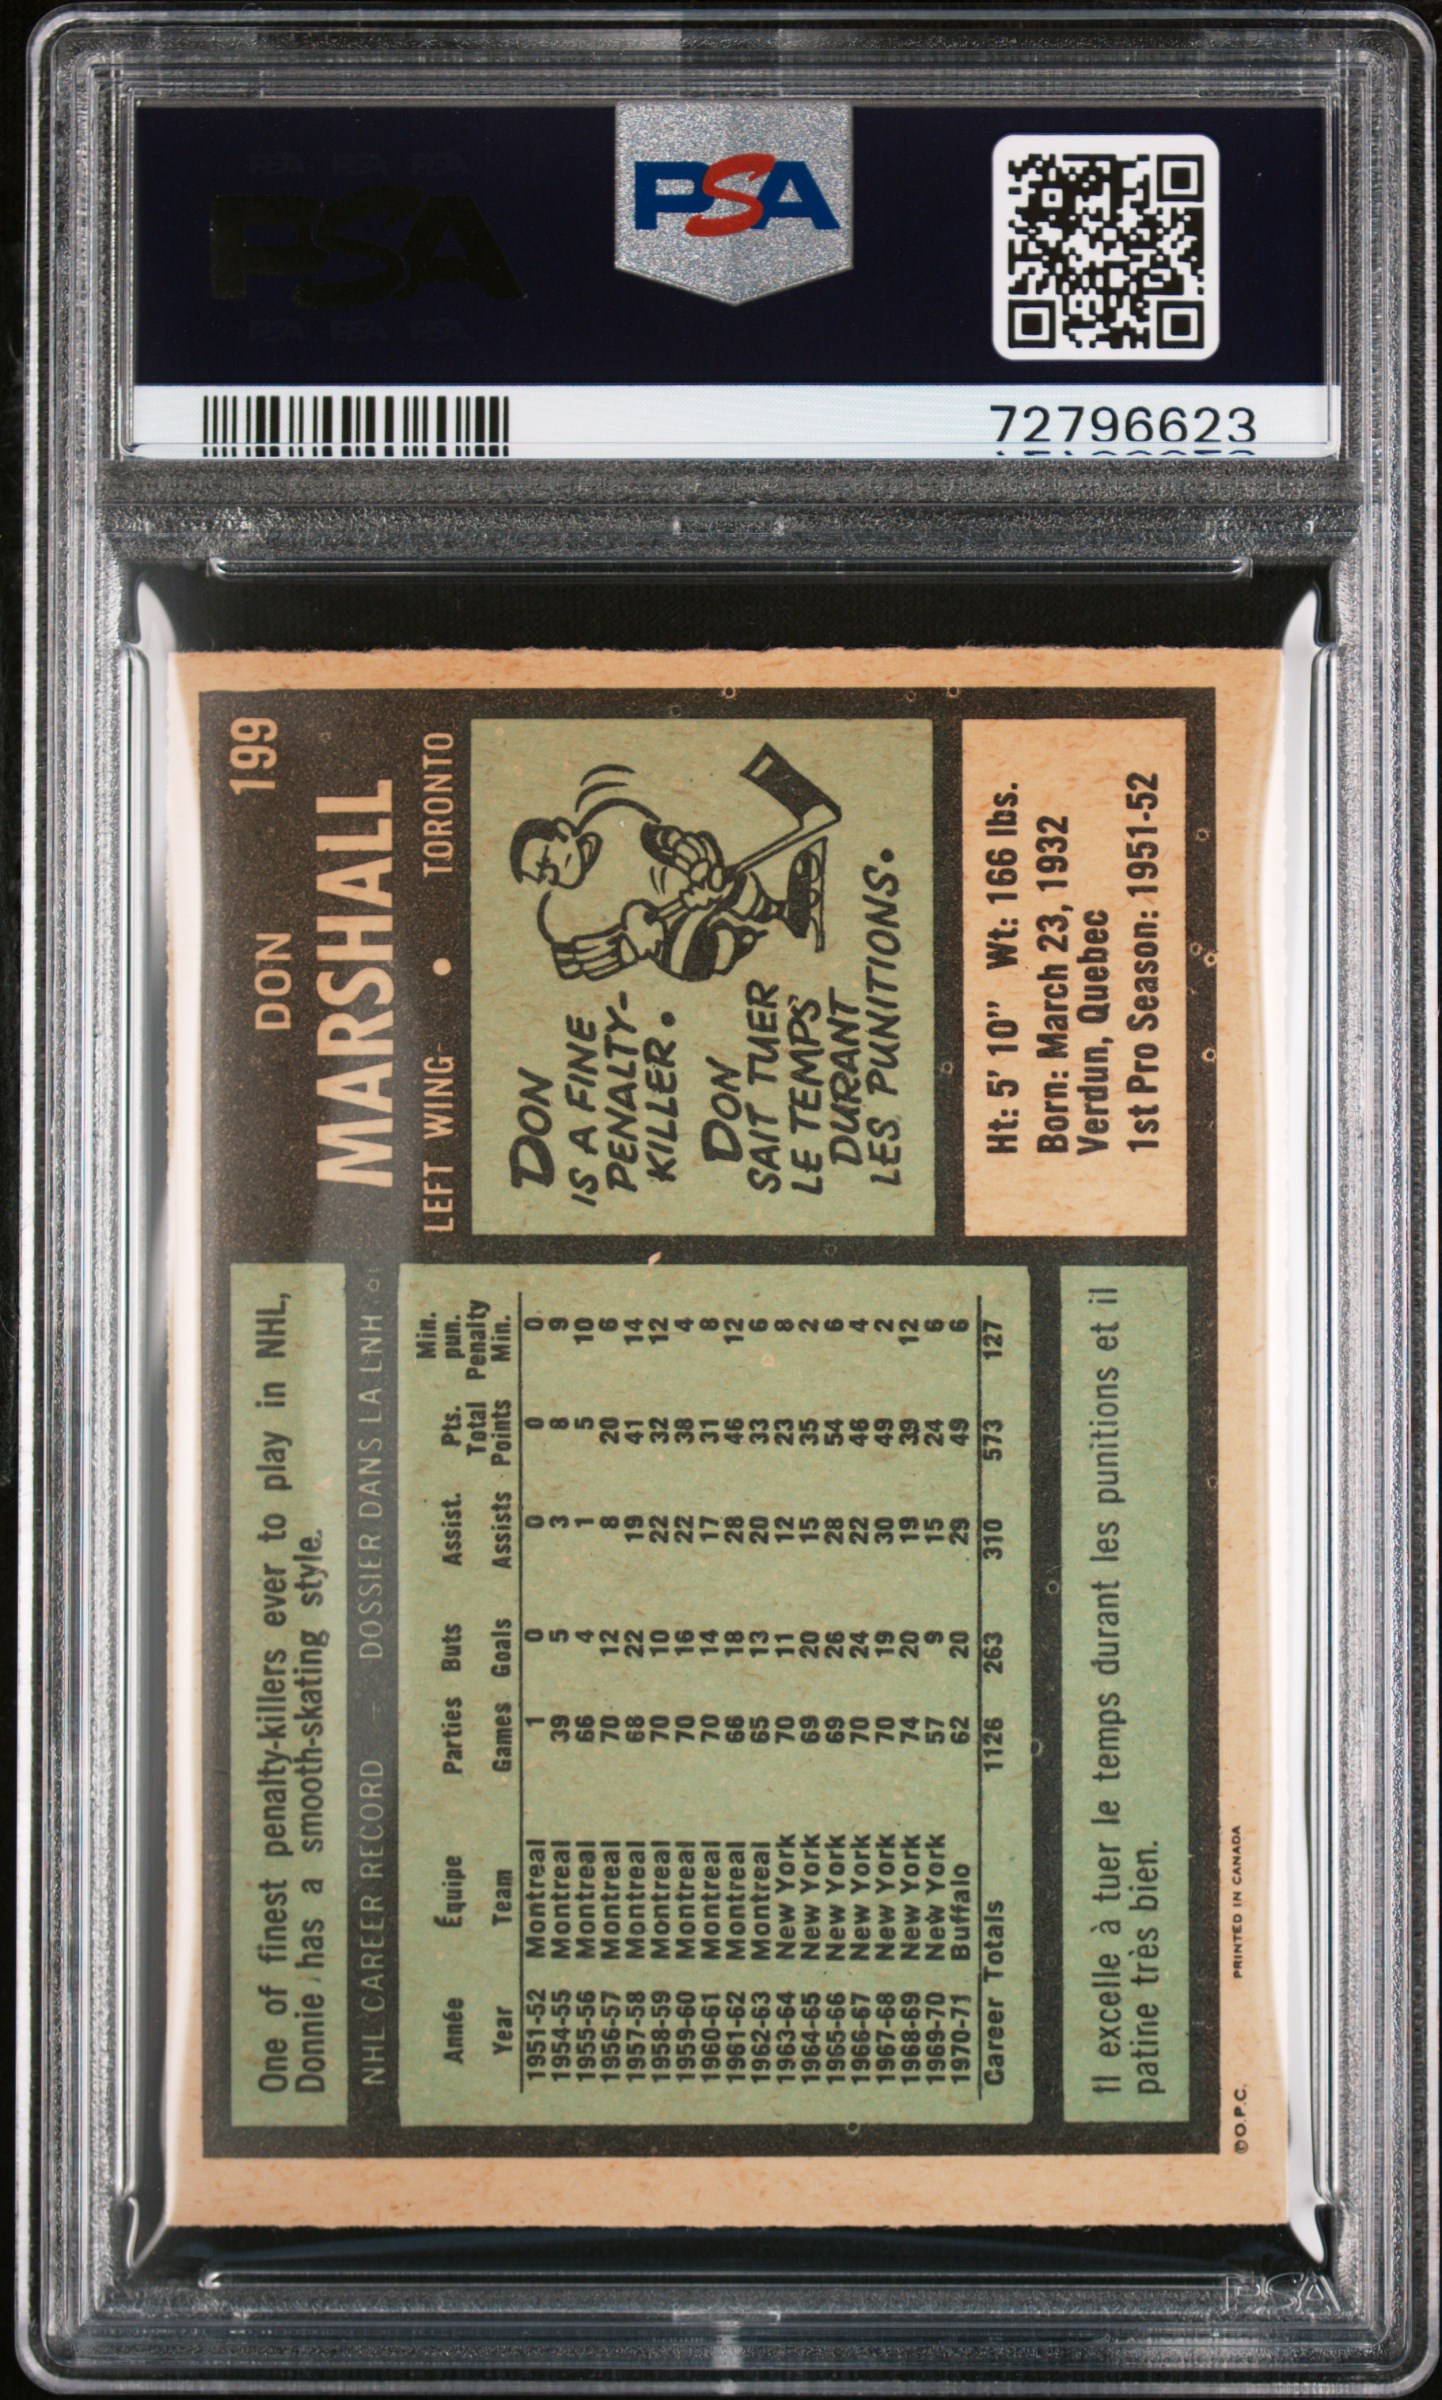 PSA
PSA
72796623
199
DON
MARSHALL
LEFT WING • TORONTO
One of finest penalty-killers ever to play in NHL,
Donnie has a smooth-skating style.
NHL CAREER RECORD - DOSSIER DANS LA LNH
Année Équipe Parties Buts Assist. Pts. Min. pun.
Year Team Games Goals Assists Total Points Penalty Min.
1951-52 Montreal 1 0 0 0 0
1954-55 Montreal 39 5 3 8 9
1955-56 Montreal 66 4 1 5 10
1956-57 Montreal 70 12 8 20 6
1957-58 Montreal 68 22 19 41 14
1958-59 Montreal 70 10 22 32 12
1959-60 Montreal 70 16 22 38 4
1960-61 Montreal 70 14 17 31 8
1961-62 Montreal 66 18 28 46 12
1962-63 Montreal 65 13 20 33 6
1963-64 New York 70 11 12 23 8
1964-65 New York 69 20 15 35 2
1965-66 New York 69 26 28 54 6
1966-67 New York 70 24 22 46 4
1967-68 New York 70 19 30 49 2
1968-69 New York 74 20 19 39 12
1969-70 New York 57 9 15 24 6
1970-71 Buffalo 62 20 29 49 6
Career Totals 1126 263 310 573 127
Il excelle à tuer le temps durant les punitions et il
patine très bien.
DON
IS A FINE
PENALTY-
KILLER.
DON
SAIT TUER
LE TEMPS
DURANT
LES PUNITIONS.
Ht: 5' 10" Wt: 166 lbs.
Born: March 23, 1932
Verdun, Quebec
1st Pro Season: 1951-52
©O.P.C. PRINTED IN CANADA
PSA